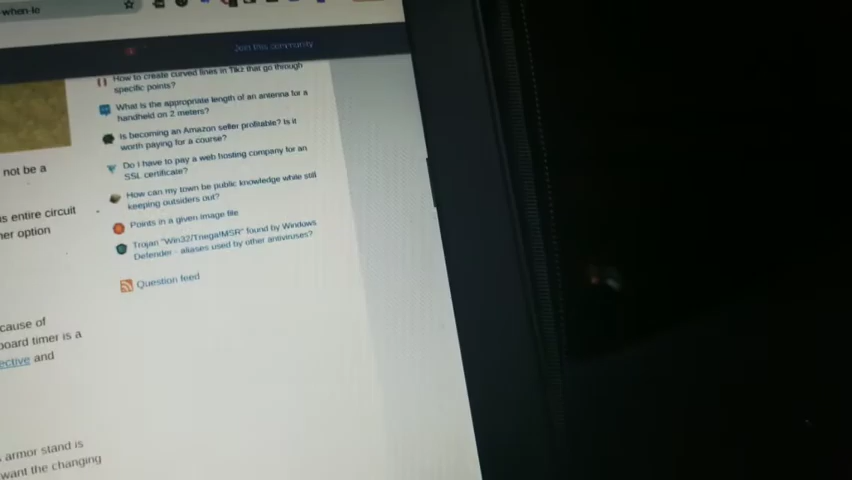 when-lo
Join this community
not be a
is entire circuit
her option
cause of
board timer is a
ective and
armor stand is
want the changing
How to create curved lines in Tikz that go through
specific points?
What is the appropriate length of an antenna for a
handheld on 2 meters?
Is becoming an Amazon seller profitable? Is it
worth paying for a course?
Do I have to pay a web hosting company for an
SSL certificate?
How can my town be public knowledge while still
keeping outsiders out?
Points in a given image file
Trojan "Win32/Tnega!MSR" found by Windows
Defender - aliases used by other antiviruses?
Question feed